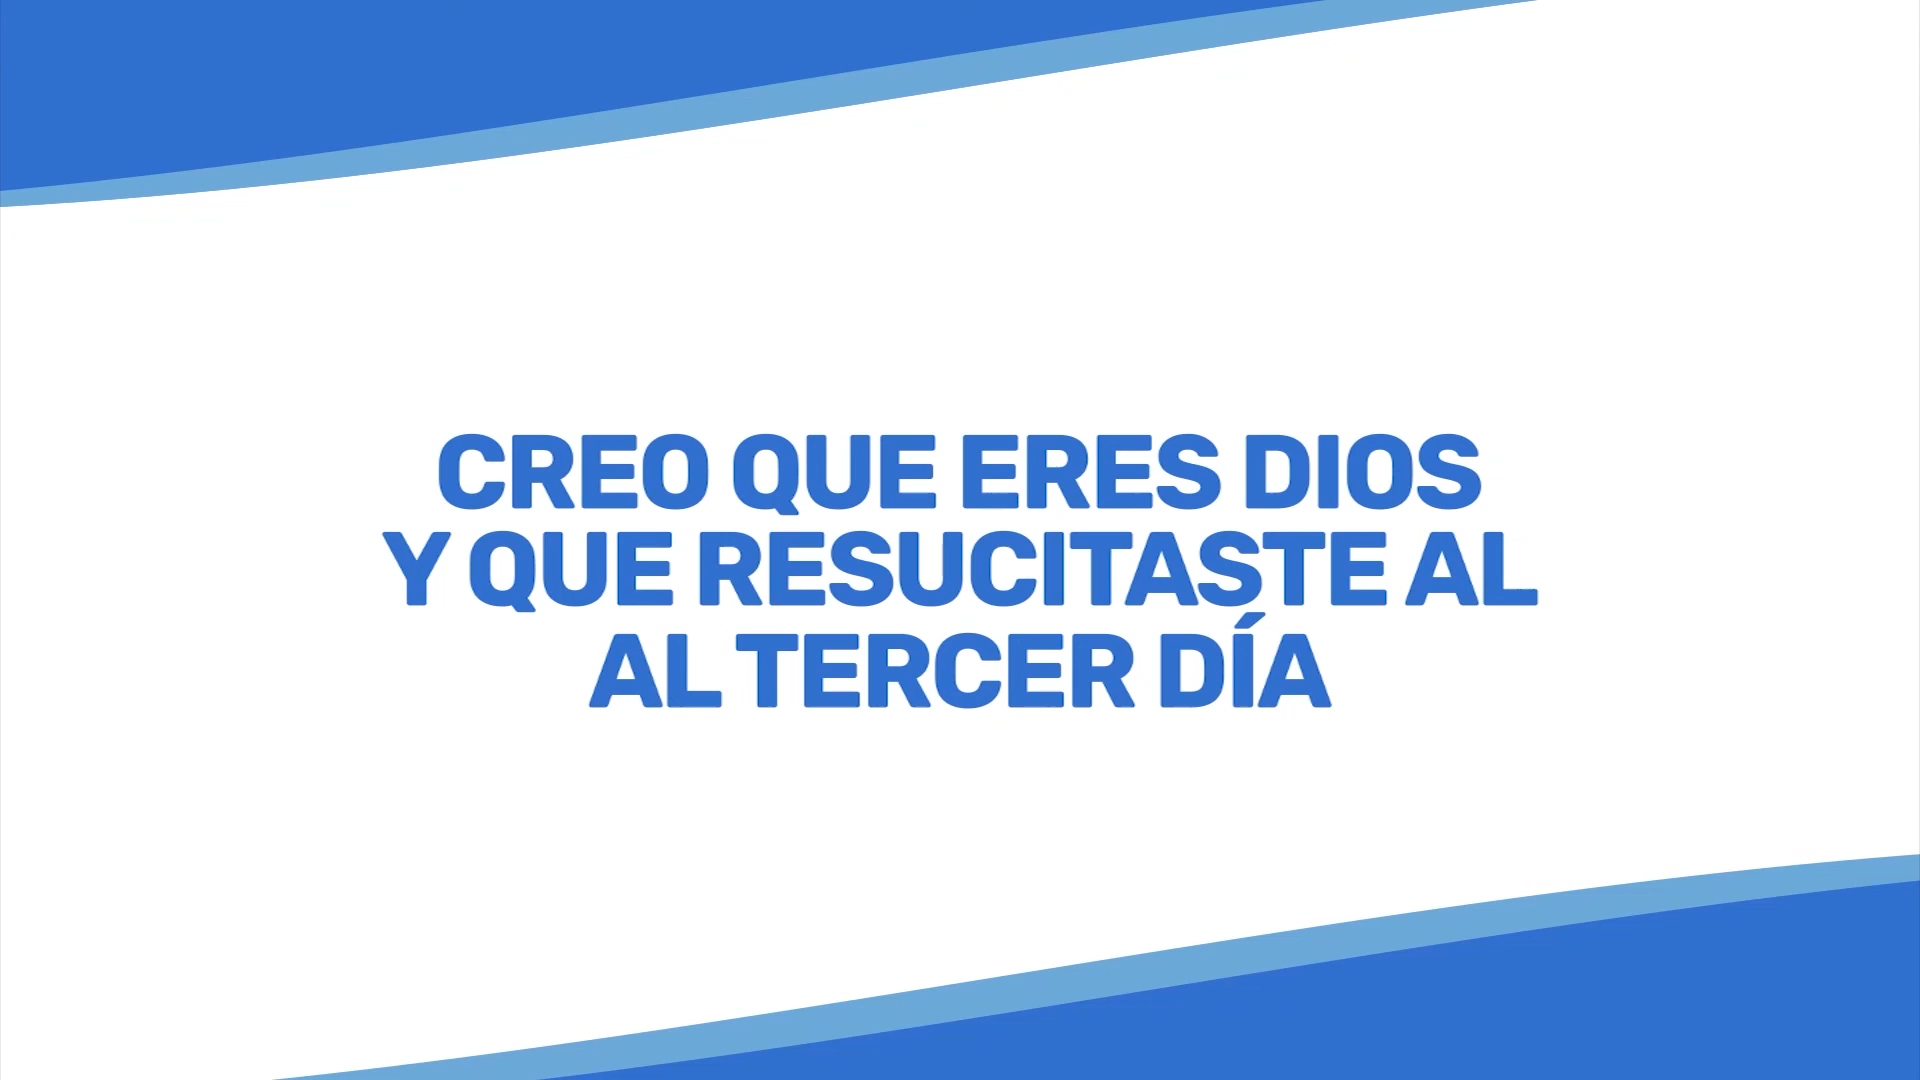 CREO QUE ERES DIOS
Y QUE RESUCITASTE AL
AL TERCER DÍA